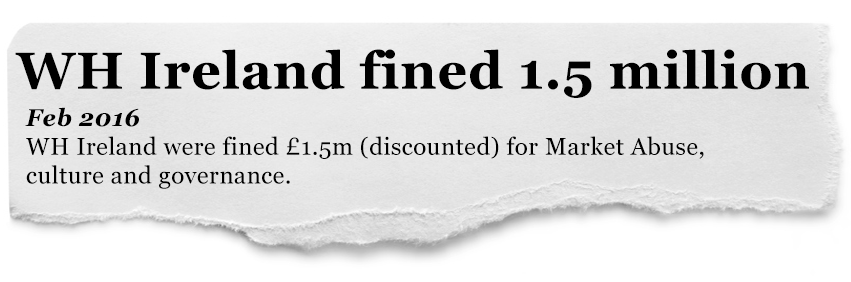 WH Ireland fined 1.5 million
Feb 2016
WH Ireland were fined £1.5m (discounted) for Market Abuse,
culture and governance.